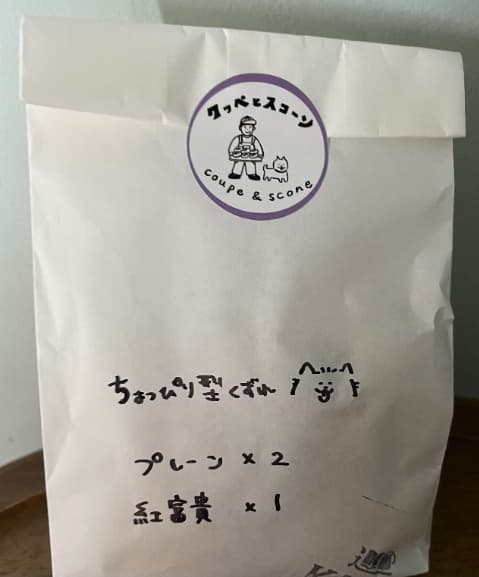 クッペとスコーン
coupe & scone
ちょっぴり型くずれ
プレーン × 2
紅富貴 × 1